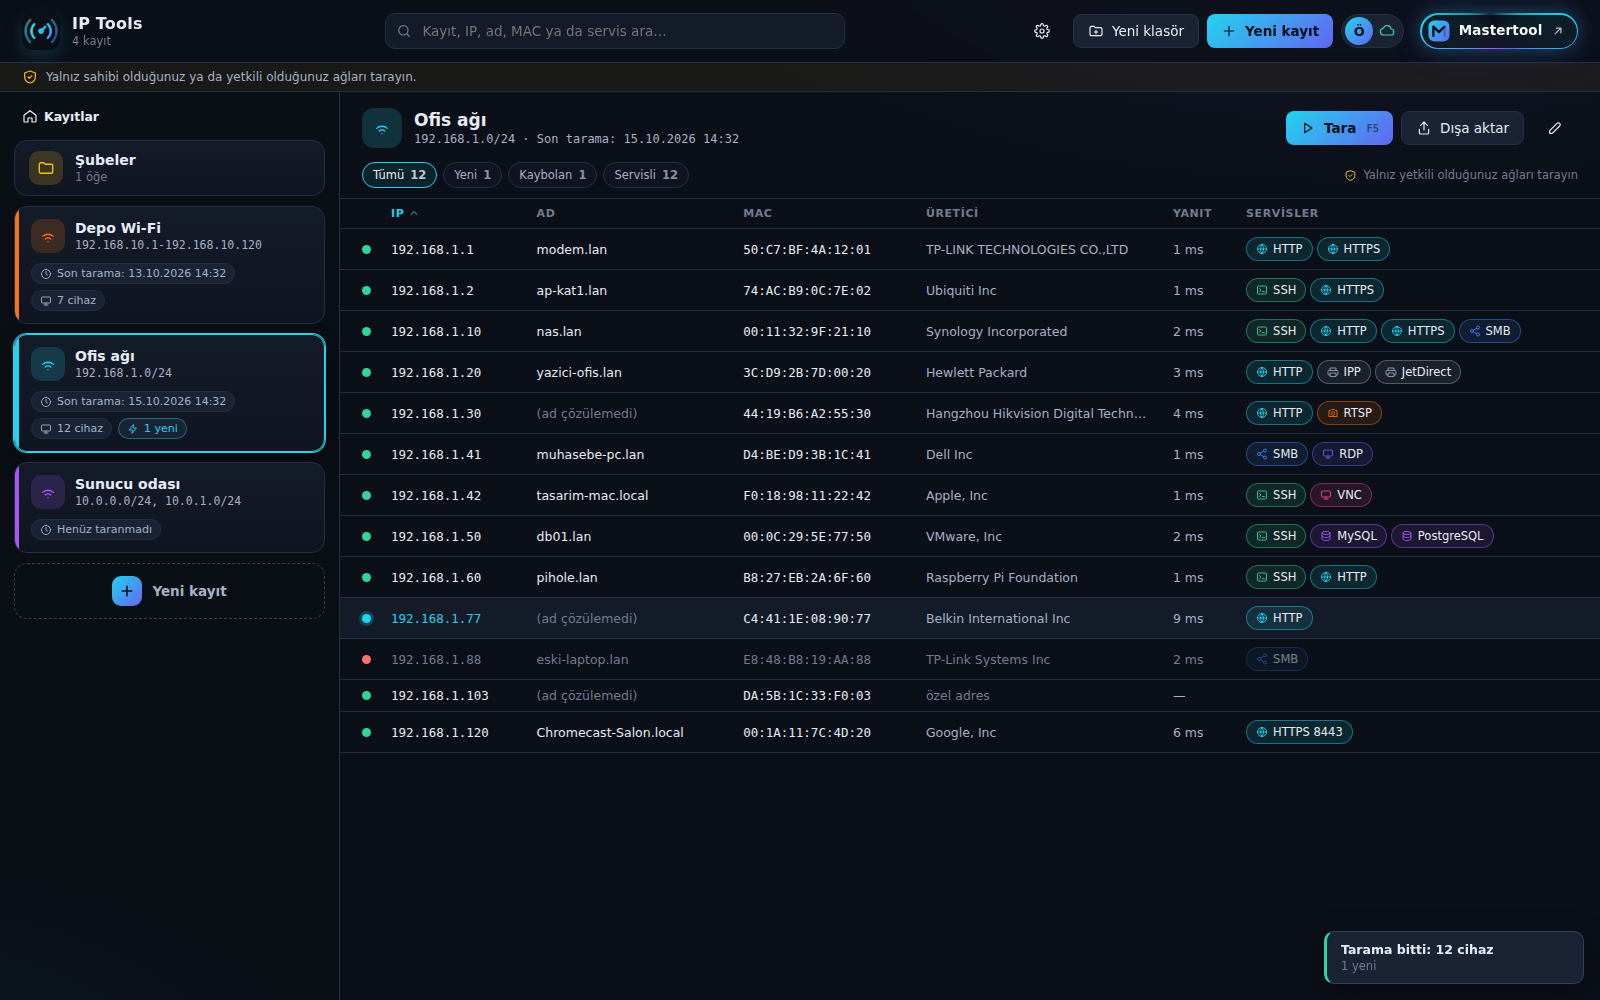 IP Tools
4 kayıt
Kayıt, IP, ad, MAC ya da servis ara…
Yeni klasör
Yeni kayıt
Ö
Mastertool
Yalnız sahibi olduğunuz ya da yetkili olduğunuz ağları tarayın.
Kayıtlar
Şubeler
1 öğe
Depo Wi-Fi
192.168.10.1-192.168.10.120
Son tarama: 13.10.2026 14:32
7 cihaz
Ofis ağı
192.168.1.0/24
Son tarama: 15.10.2026 14:32
12 cihaz
1 yeni
Sunucu odası
10.0.0.0/24, 10.0.1.0/24
Henüz taranmadı
Yeni kayıt
Ofis ağı
192.168.1.0/24 · Son tarama: 15.10.2026 14:32
Tara F5
Dışa aktar
Tümü 12
Yeni 1
Kaybolan 1
Servisli 12
Yalnız yetkili olduğunuz ağları tarayın
IP AD MAC ÜRETİCİ YANIT SERVİSLER
192.168.1.1 modem.lan 50:C7:BF:4A:12:01 TP-LINK TECHNOLOGIES CO.,LTD 1 ms HTTP HTTPS
192.168.1.2 ap-kat1.lan 74:AC:B9:0C:7E:02 Ubiquiti Inc 1 ms SSH HTTPS
192.168.1.10 nas.lan 00:11:32:9F:21:10 Synology Incorporated 2 ms SSH HTTP HTTPS SMB
192.168.1.20 yazici-ofis.lan 3C:D9:2B:7D:00:20 Hewlett Packard 3 ms HTTP IPP JetDirect
192.168.1.30 (ad çözülemedi) 44:19:B6:A2:55:30 Hangzhou Hikvision Digital Techn… 4 ms HTTP RTSP
192.168.1.41 muhasebe-pc.lan D4:BE:D9:3B:1C:41 Dell Inc 1 ms SMB RDP
192.168.1.42 tasarim-mac.local F0:18:98:11:22:42 Apple, Inc 1 ms SSH VNC
192.168.1.50 db01.lan 00:0C:29:5E:77:50 VMware, Inc 2 ms SSH MySQL PostgreSQL
192.168.1.60 pihole.lan B8:27:EB:2A:6F:60 Raspberry Pi Foundation 1 ms SSH HTTP
192.168.1.77 (ad çözülemedi) C4:41:1E:08:90:77 Belkin International Inc 9 ms HTTP
192.168.1.88 eski-laptop.lan E8:48:B8:19:AA:88 TP-Link Systems Inc 2 ms SMB
192.168.1.103 (ad çözülemedi) DA:5B:1C:33:F0:03 özel adres —
192.168.1.120 Chromecast-Salon.local 00:1A:11:7C:4D:20 Google, Inc 6 ms HTTPS 8443
Tarama bitti: 12 cihaz
1 yeni